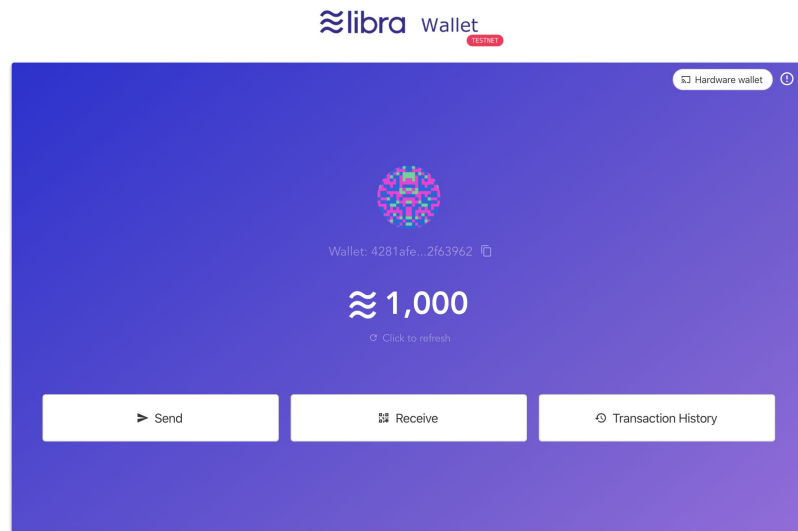 ≋libra Wallet
TESTNET
Hardware wallet
Wallet: 4281afe...2f63962
≋ 1,000
Click to refresh
Send
Receive
Transaction History